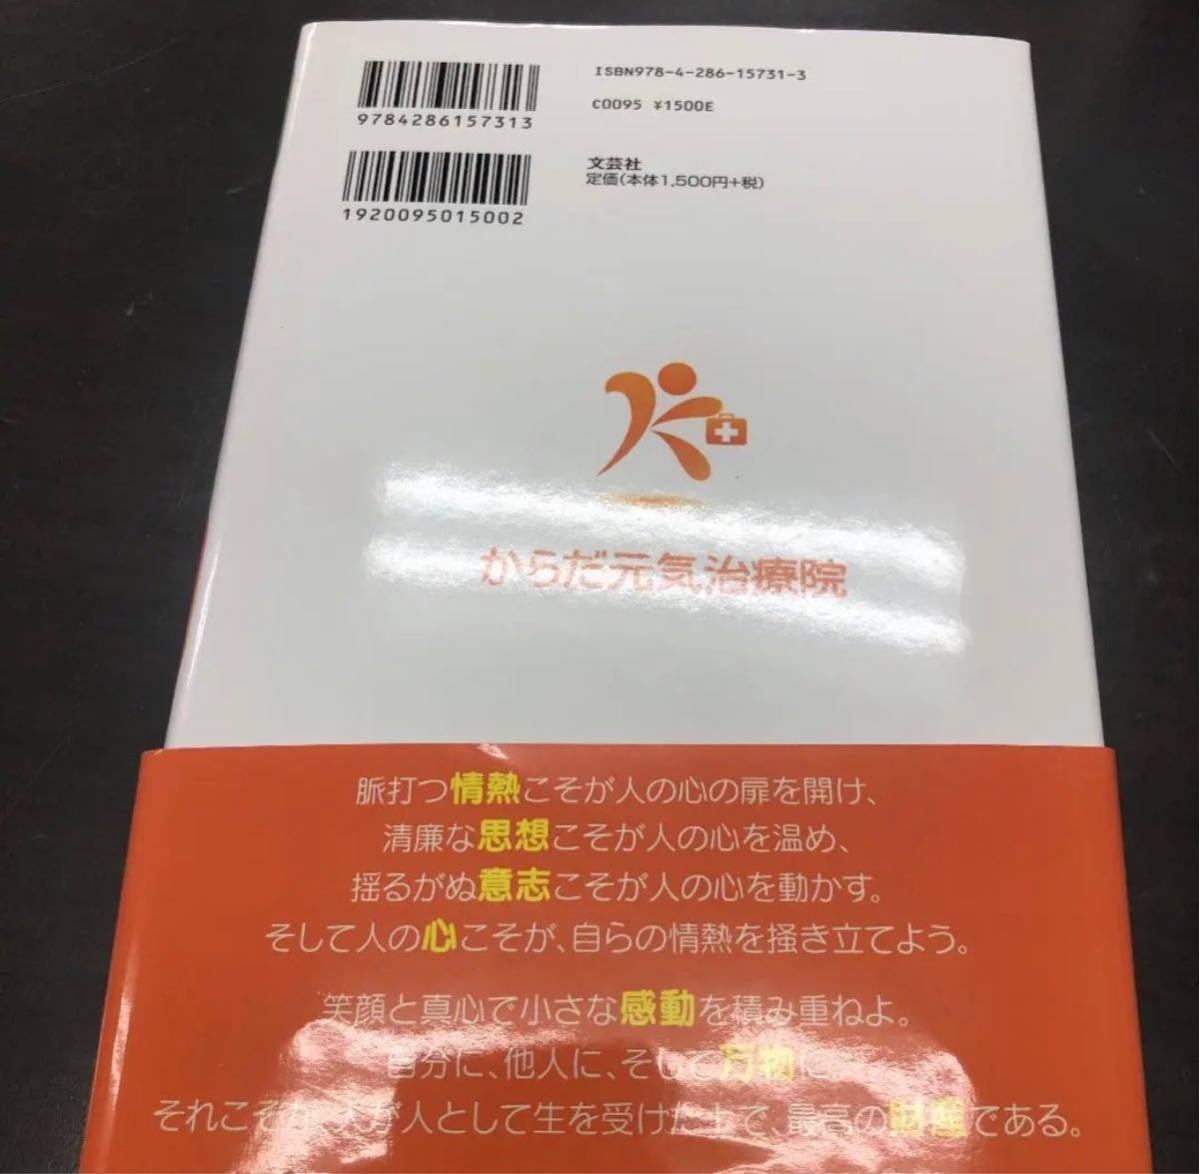 ISBN978-4-286-15731-3
C0095 ¥1500E
9784286157313
文芸社
定価(本体1,500円+税)
1920095015002
からだ元気治療院
脈打つ情熱こそが人の心の扉を開け、
清廉な思想こそが人の心を温め、
揺るがぬ意志こそが人の心を動かす。
そして人の心こそが、自らの情熱を掻き立てよう。
笑顔と真心で小さな感動を積み重ねよ。
自分に、他人に、そして万物に。
それこそが、人が人として生を受けた上で、最高の財産である。